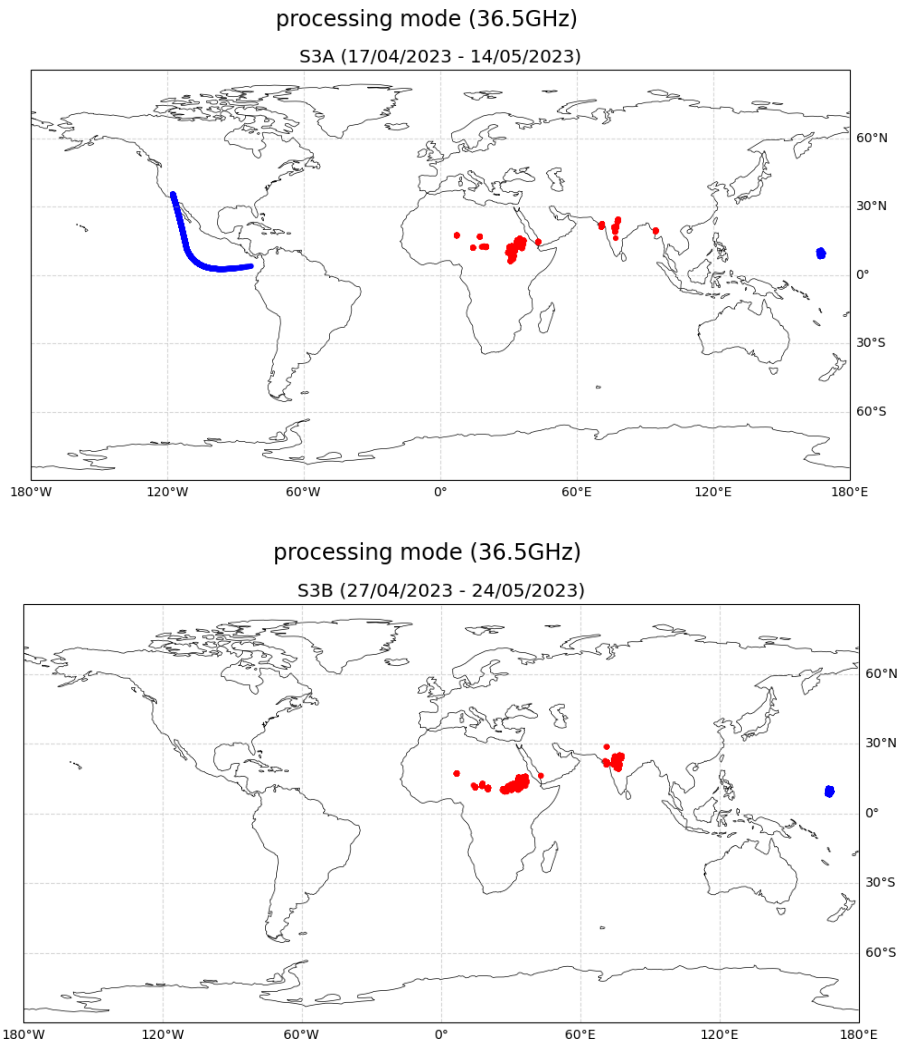 processing mode (36.5GHz)
S3A (17/04/2023 - 14/05/2023)
60°N
30°N
0°
30°S
60°S
180°W 120°W 60°W 0° 60°E 120°E 180°E
processing mode (36.5GHz)
S3B (27/04/2023 - 24/05/2023)
60°N
30°N
0°
30°S
60°S
180°W 120°W 60°W 0° 60°E 120°E 180°E